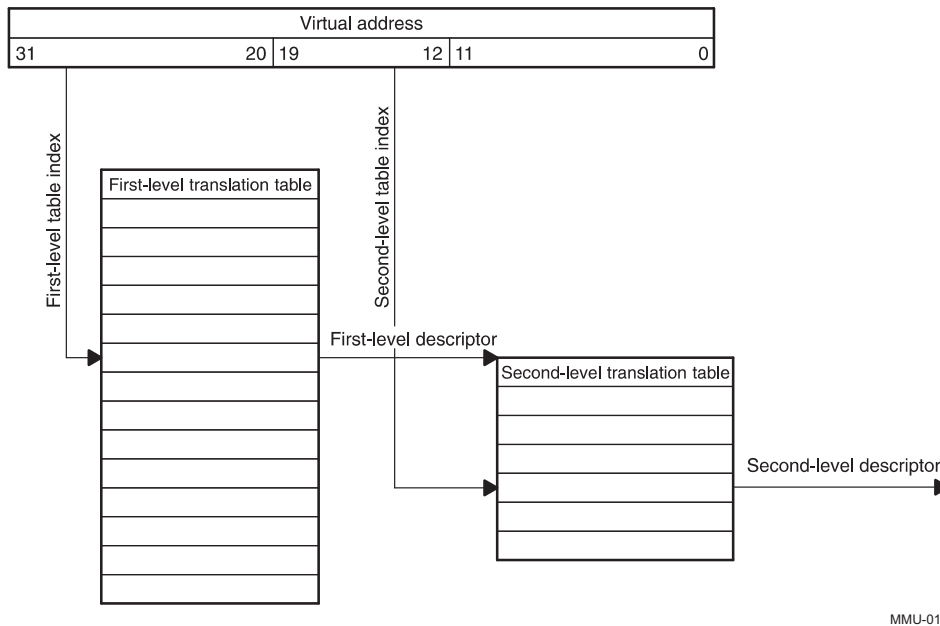 Virtual address
31 20 19 12 11 0
First-level table index
Second-level table index
First-level translation table
First-level descriptor
Second-level translation table
Second-level descriptor
MMU-01